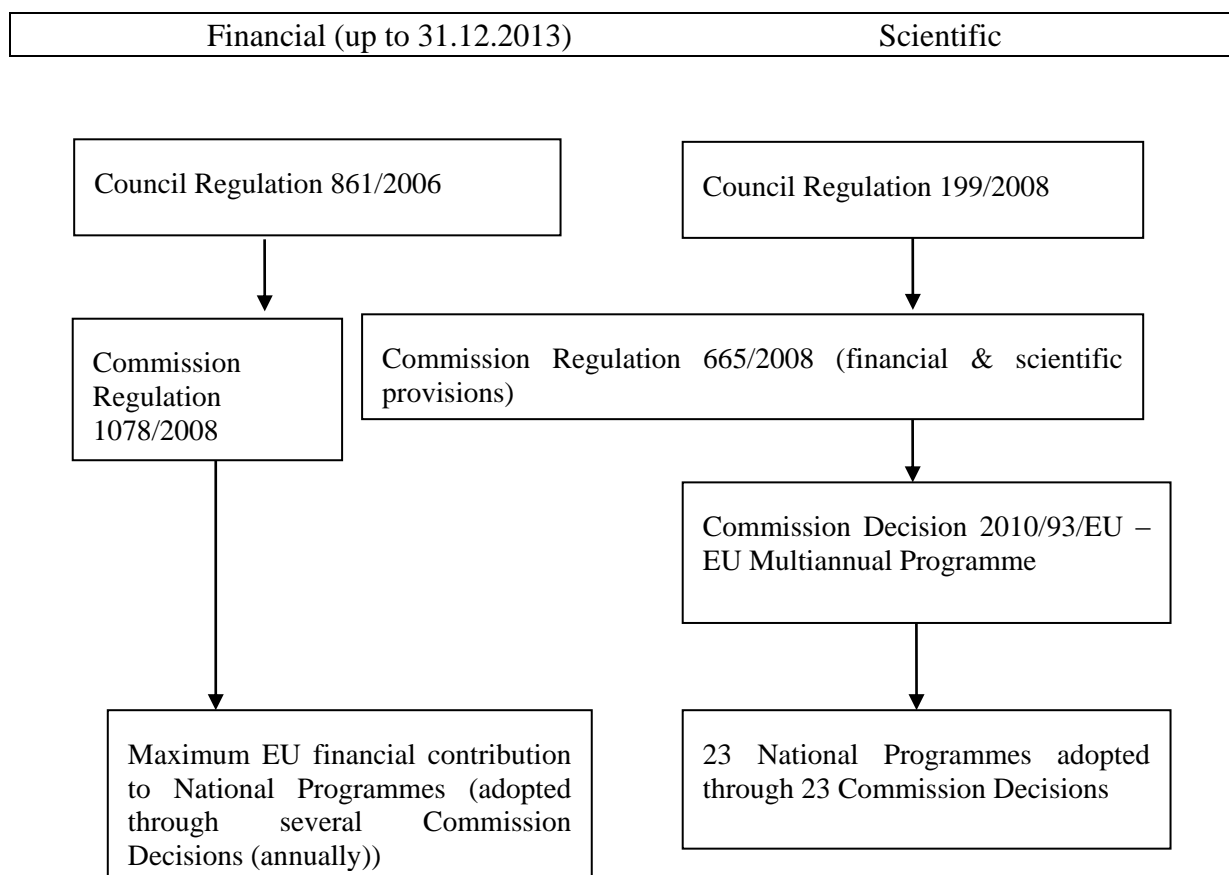 Financial (up to 31.12.2013) Scientific
Council Regulation 861/2006
Council Regulation 199/2008
Commission
Regulation
1078/2008
Commission Regulation 665/2008 (financial & scientific
provisions)
Commission Decision 2010/93/EU –
EU Multiannual Programme
Maximum EU financial contribution
to National Programmes (adopted
through several Commission
Decisions (annually))
23 National Programmes adopted
through 23 Commission Decisions